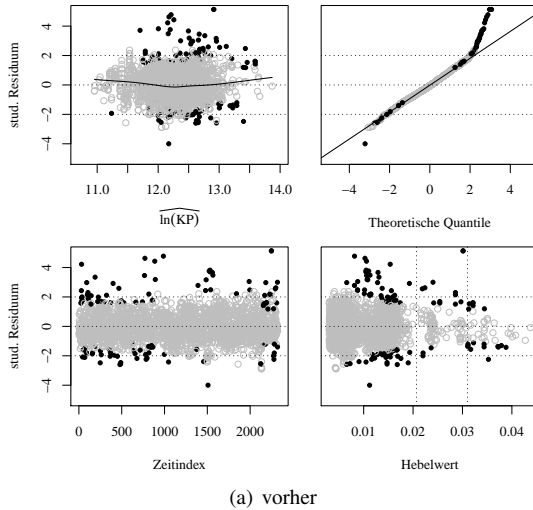 stud. Residuum
4
2
0
−2
−4
11.0 12.0 13.0 14.0
ln(KP)
−4 −2 0 2 4
Theoretische Quantile
stud. Residuum
4
2
0
−2
−4
0 500 1000 1500 2000
Zeitindex
0.01 0.02 0.03 0.04
Hebelwert
(a) vorher